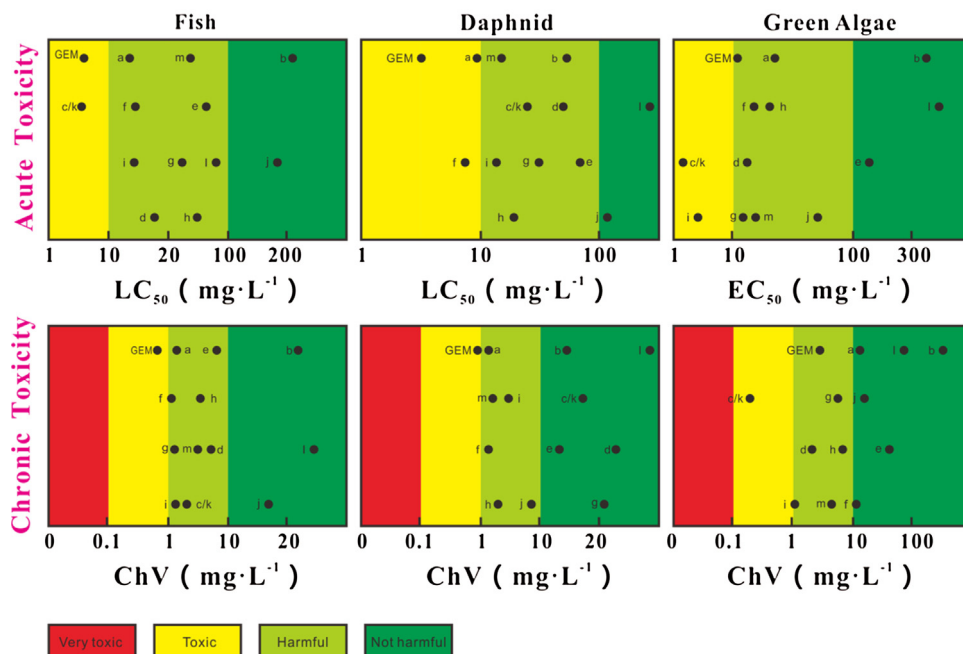 Fish Daphnid Green Algae
Acute Toxicity
GEM a m b GEM a m b GEM a b
c/k f e c/k d l f h l
i g l j f i g e c/k d e
d h h j i g m j
1 10 20 100 200 1 10 100 1 10 100 300
LC₅₀ ( mg·L⁻¹ ) LC₅₀ ( mg·L⁻¹ ) EC₅₀ ( mg·L⁻¹ )
Chronic Toxicity
GEM a e b GEM a b l GEM a l b
f h m i c/k c/k g j
g m d l f e d d h e
i c/k j h j g i m f
0 0.1 1 10 20 0 0.1 1 10 20 0 0.1 1 10 100
ChV ( mg·L⁻¹ ) ChV ( mg·L⁻¹ ) ChV ( mg·L⁻¹ )
Very toxic Toxic Harmful Not harmful